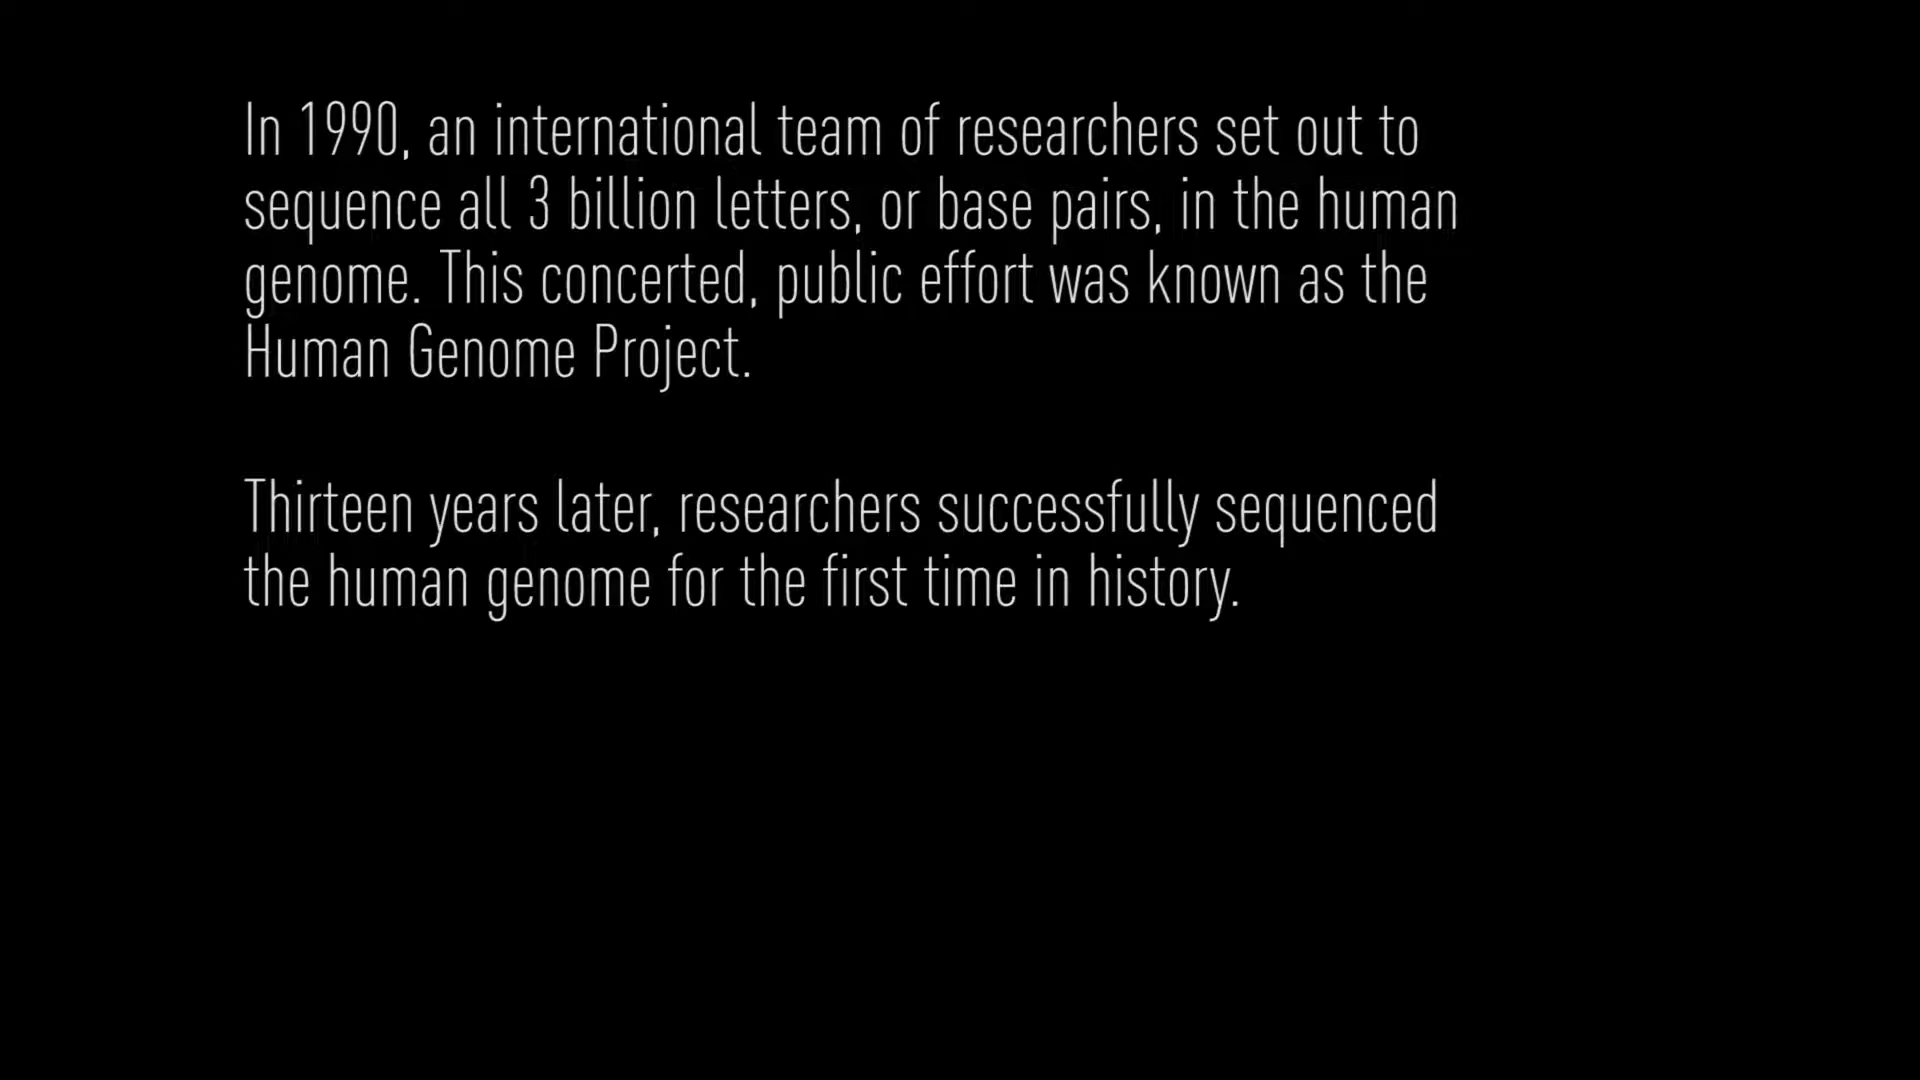 In 1990, an international team of researchers set out to
sequence all 3 billion letters, or base pairs, in the human
genome. This concerted, public effort was known as the
Human Genome Project.
Thirteen years later, researchers successfully sequenced
the human genome for the first time in history.